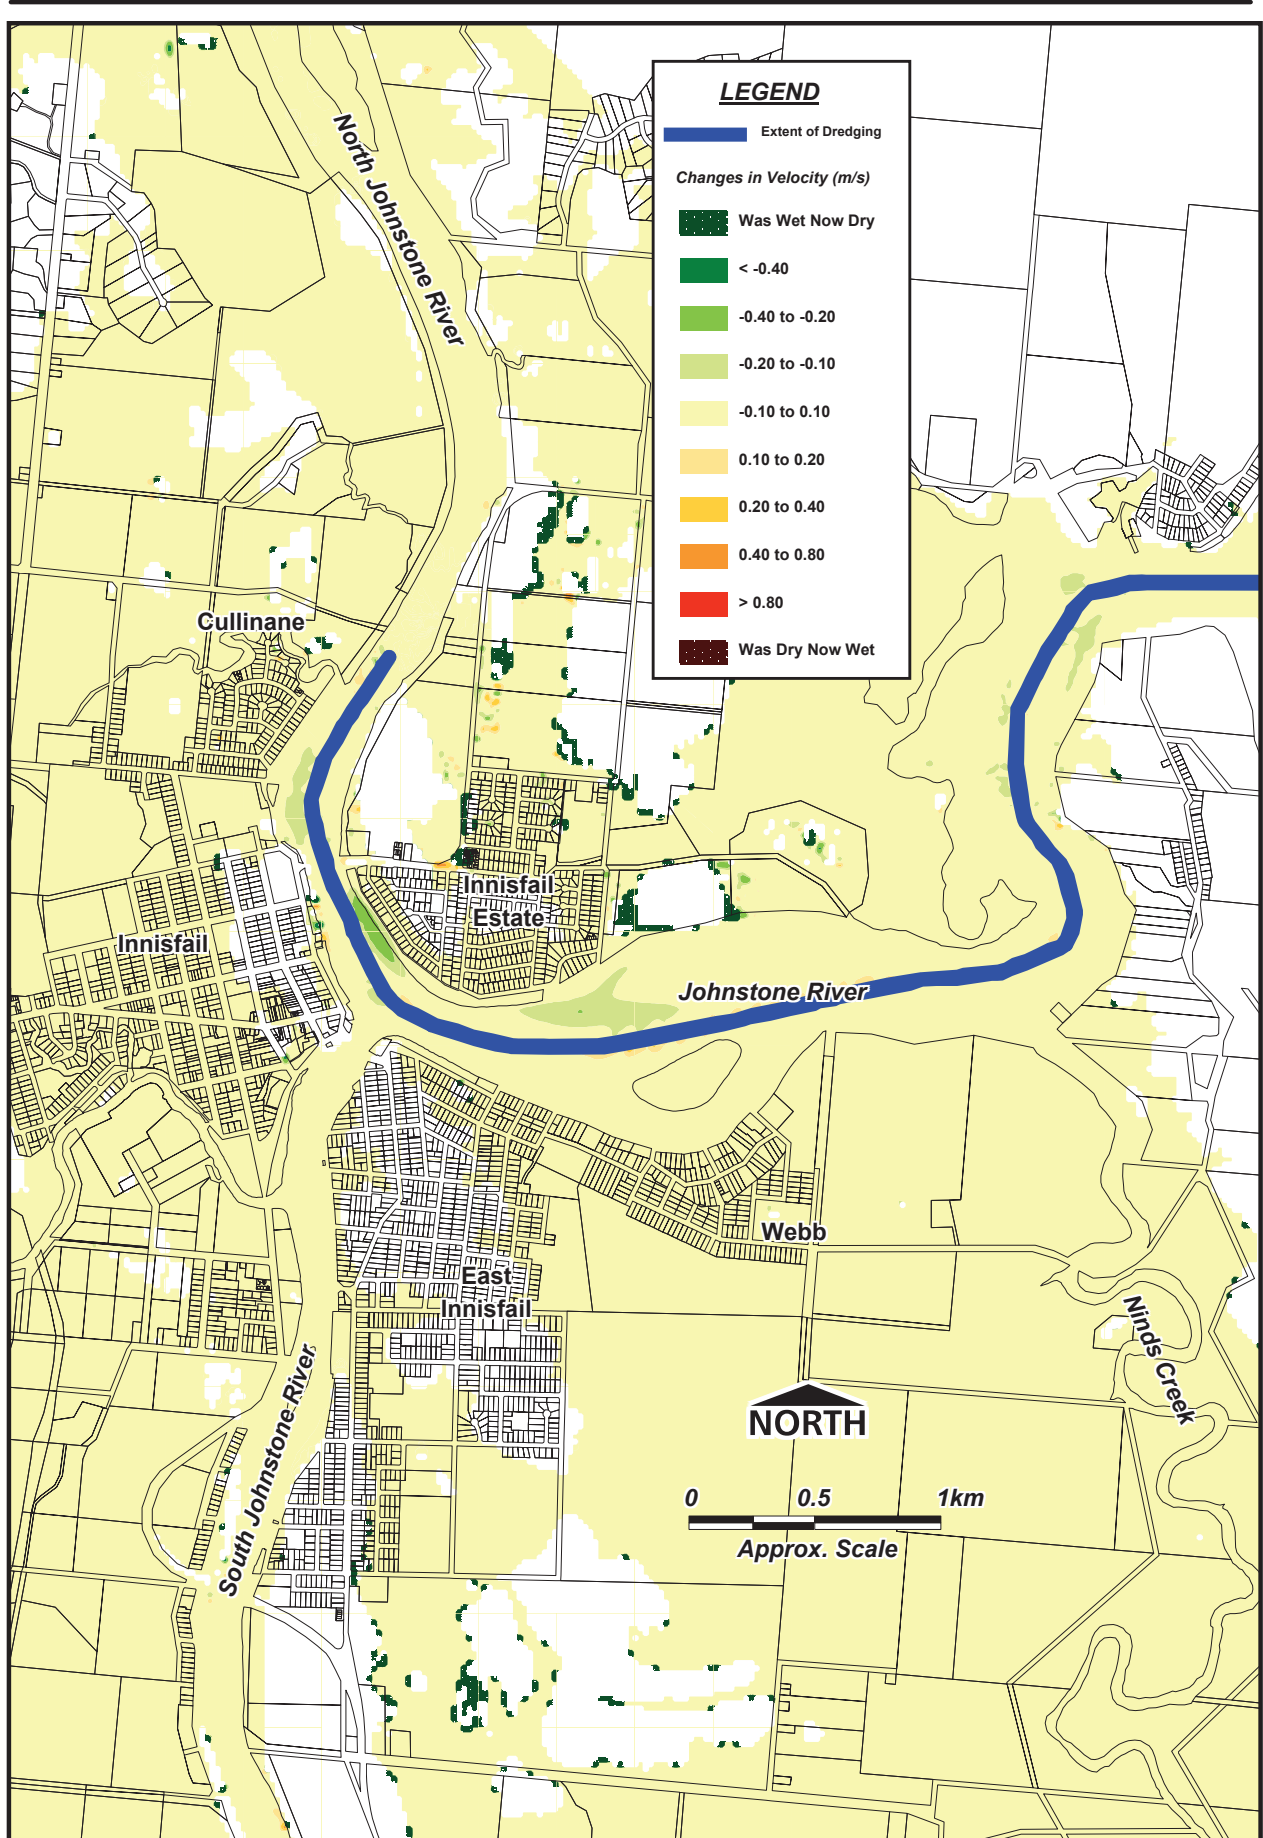 LEGEND
Extent of Dredging
Changes in Velocity (m/s)
Was Wet Now Dry
< -0.40
-0.40 to -0.20
-0.20 to -0.10
-0.10 to 0.10
0.10 to 0.20
0.20 to 0.40
0.40 to 0.80
> 0.80
Was Dry Now Wet
North Johnstone River
Cullinane
Innisfail
Estate
Innisfail
Johnstone River
Webb
East
Innisfail
Ninds Creek
South Johnstone River
NORTH
0 0.5 1km
Approx. Scale